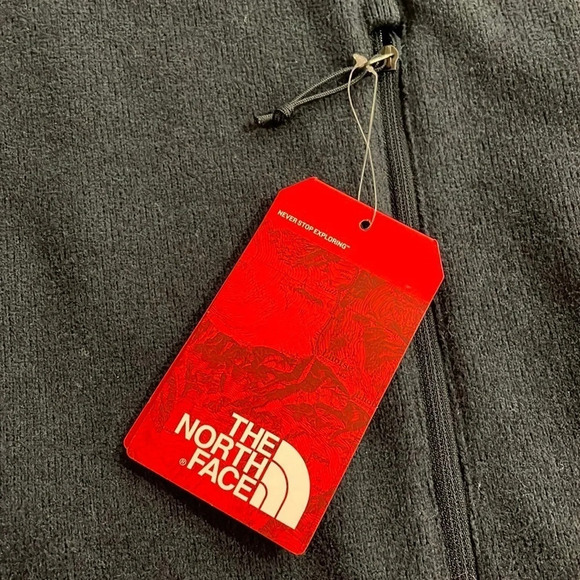 NEVER STOP EXPLORING™
THE
NORTH
® FACE